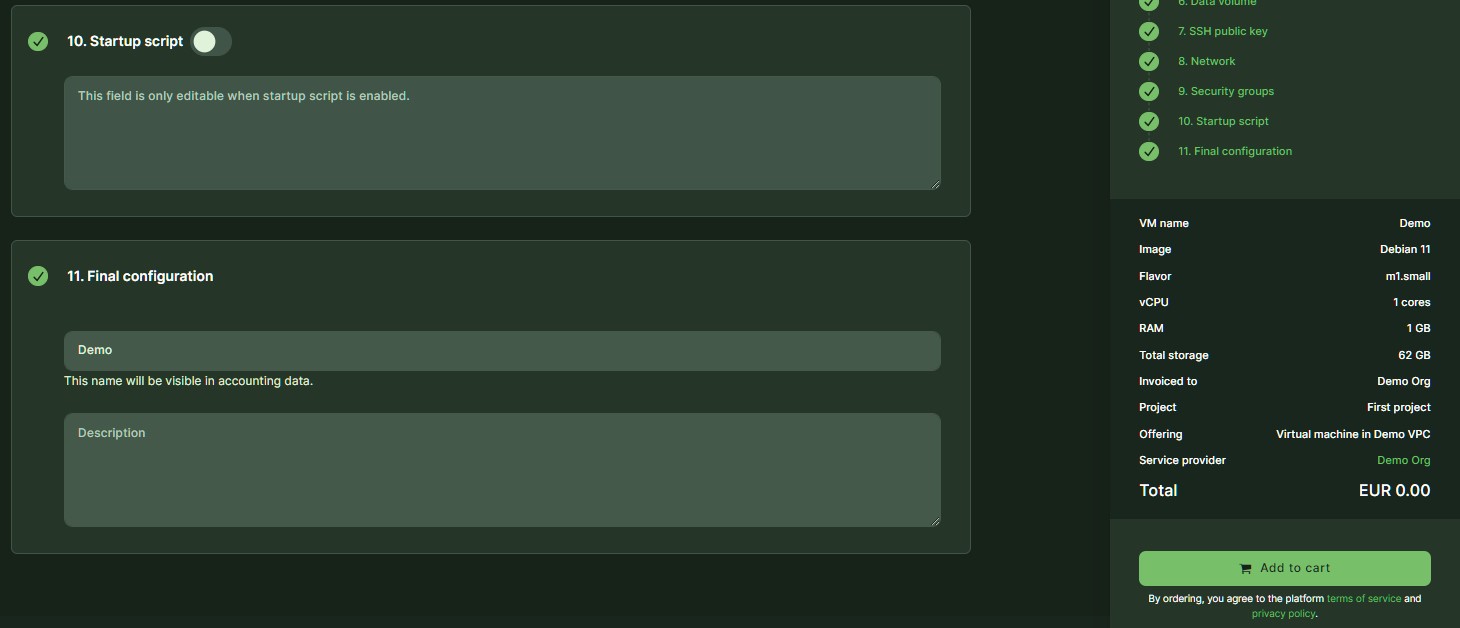 10. Startup script
This field is only editable when startup script is enabled.
11. Final configuration
Demo
This name will be visible in accounting data.
Description
6. Data volume
7. SSH public key
8. Network
9. Security groups
10. Startup script
11. Final configuration
VM name Demo
Image Debian 11
Flavor m1.small
vCPU 1 cores
RAM 1 GB
Total storage 62 GB
Invoiced to Demo Org
Project First project
Offering Virtual machine in Demo VPC
Service provider Demo Org
Total EUR 0.00
Add to cart
By ordering, you agree to the platform terms of service and
privacy policy.